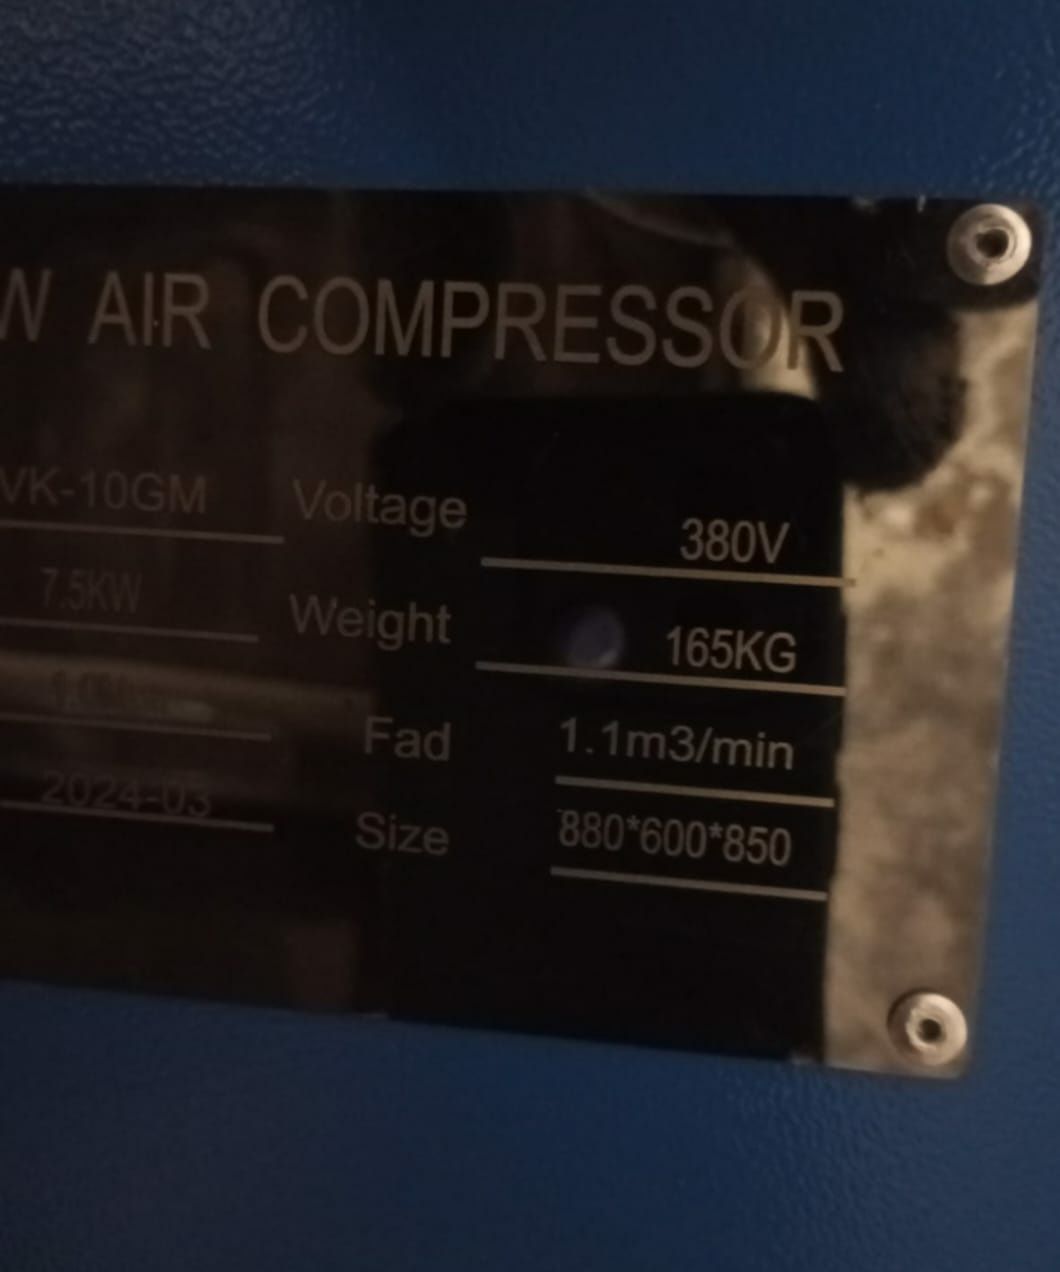 W AIR COMPRESSOR
VK-10GM Voltage 380V
7.5KW Weight 165KG
Fad 1.1m3/min
2024-03 Size 880*600*850